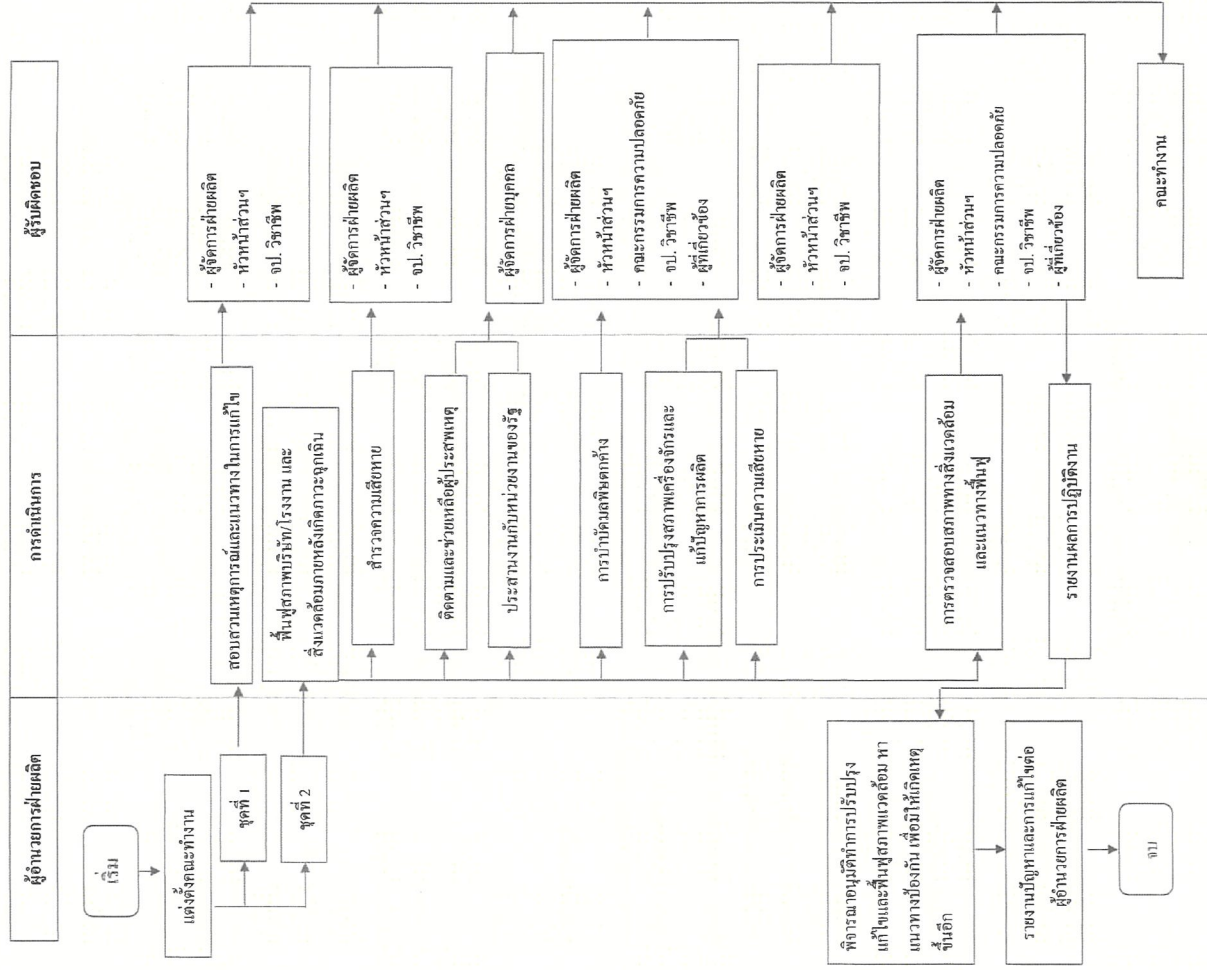 ผู้อำนวยการฝ่ายผลิต
การดำเนินการ
ผู้รับผิดชอบ
เริ่ม
แต่งตั้งคณะทำงาน
ชุดที่ 1
ชุดที่ 2
สอบสวนเหตุการณ์และแนวทางในการแก้ไข
ฟื้นฟูสภาพบริษัท/โรงงาน และ
สิ่งแวดล้อมภายหลังเกิดภาวะฉุกเฉิน
สำรวจความเสียหาย
ติดตามและช่วยเหลือผู้ประสพเหตุ
ประสานงานกับหน่วยงานของรัฐ
การบำบัดมลพิษตกค้าง
การปรับปรุงสภาพเครื่องจักรและ
แก้ปัญหาการผลิต
การประเมินความเสียหาย
การตรวจสอบสภาพทางสิ่งแวดล้อม
และแนวทางฟื้นฟู
รายงานผลการปฏิบัติงาน
- ผู้จัดการฝ่ายผลิต
- หัวหน้าส่วนฯ
- จป. วิชาชีพ
- ผู้จัดการฝ่ายผลิต
- หัวหน้าส่วนฯ
- จป. วิชาชีพ
- ผู้จัดการฝ่ายบุคคล
- ผู้จัดการฝ่ายผลิต
- หัวหน้าส่วนฯ
- คณะกรรมการความปลอดภัย
- จป. วิชาชีพ
- ผู้ที่เกี่ยวข้อง
- ผู้จัดการฝ่ายผลิต
- หัวหน้าส่วนฯ
- จป. วิชาชีพ
- ผู้จัดการฝ่ายผลิต
- หัวหน้าส่วนฯ
- คณะกรรมการความปลอดภัย
- จป. วิชาชีพ
- ผู้ที่เกี่ยวข้อง
คณะทำงาน
พิจารณาอนุมัติทำการปรับปรุง
แก้ไขและฟื้นฟูสภาพแวดล้อม หา
แนวทางป้องกัน เพื่อมิให้เกิดเหตุ
ขึ้นอีก
รายงานปัญหาและการแก้ไขต่อ
ผู้อำนวยการฝ่ายผลิต
จบ